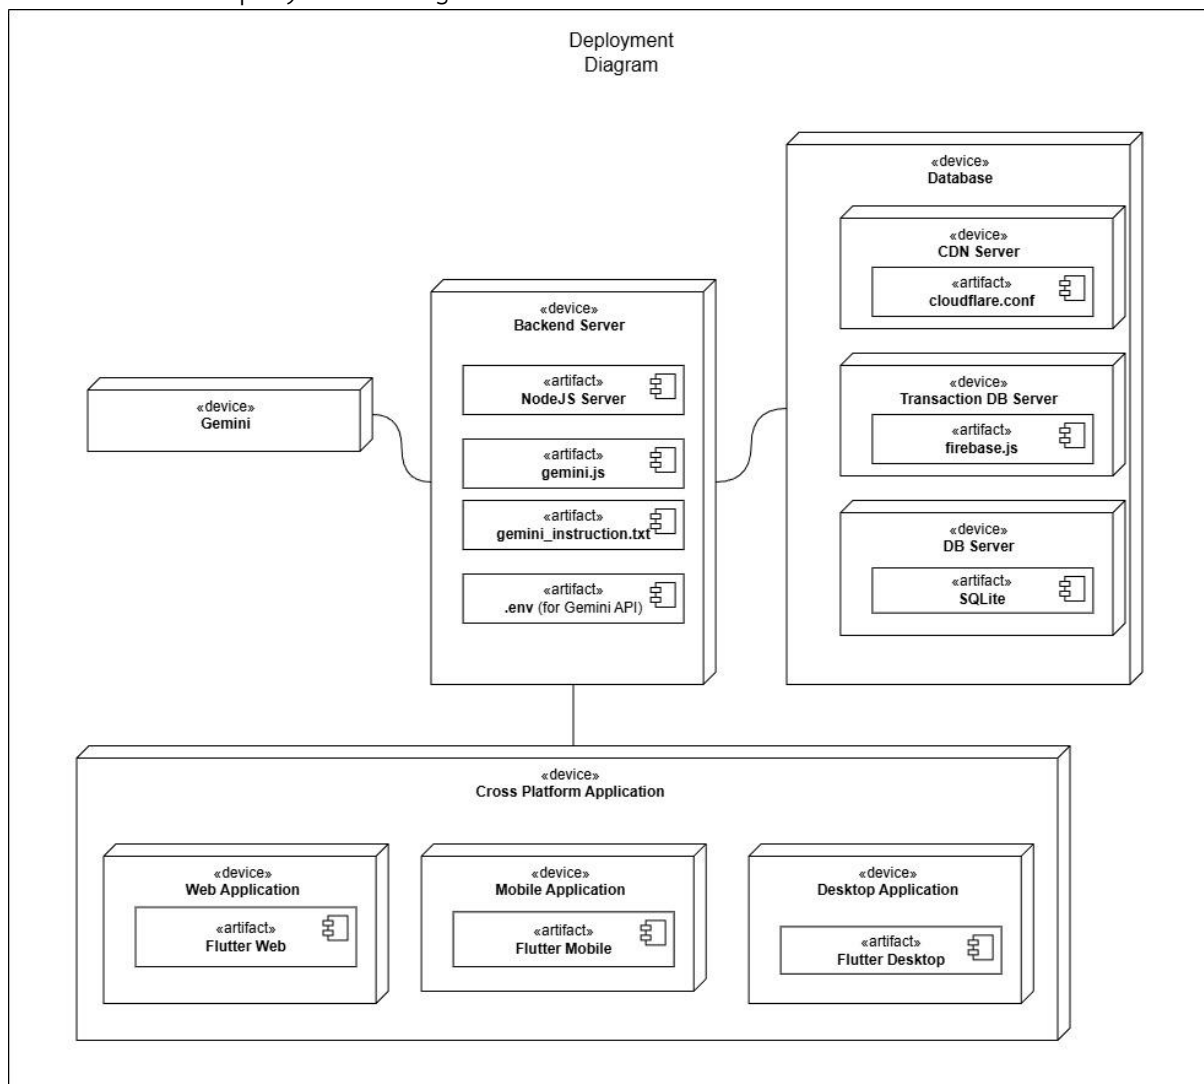 Deployment
Diagram
«device»
Database
«device»
CDN Server
«artifact»
cloudflare.conf
«device»
Transaction DB Server
«artifact»
firebase.js
«device»
DB Server
«artifact»
SQLite
«device»
Backend Server
«artifact»
NodeJS Server
«artifact»
gemini.js
«artifact»
gemini_instruction.txt
«artifact»
.env (for Gemini API)
«device»
Gemini
«device»
Cross Platform Application
«device»
Web Application
«artifact»
Flutter Web
«device»
Mobile Application
«artifact»
Flutter Mobile
«device»
Desktop Application
«artifact»
Flutter Desktop